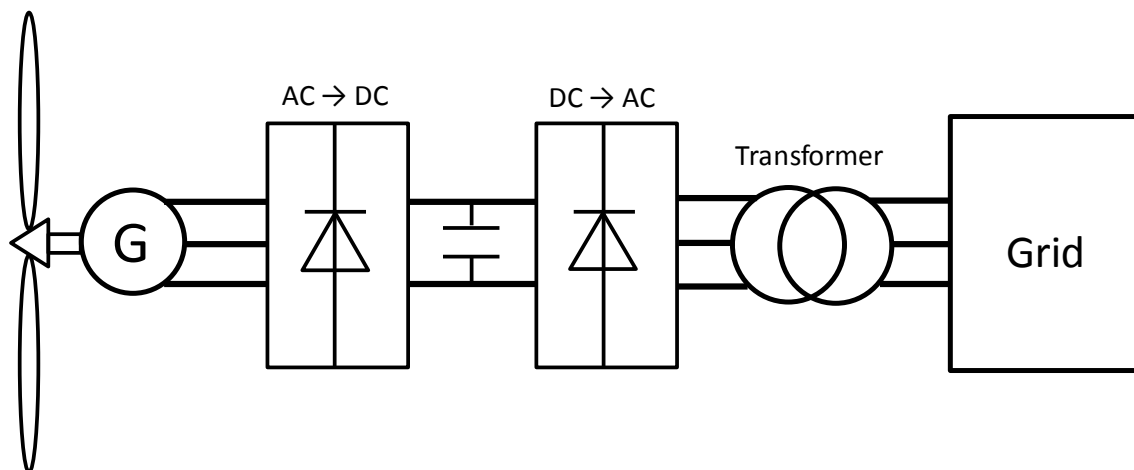 AC → DC
DC → AC
Transformer
G
Grid